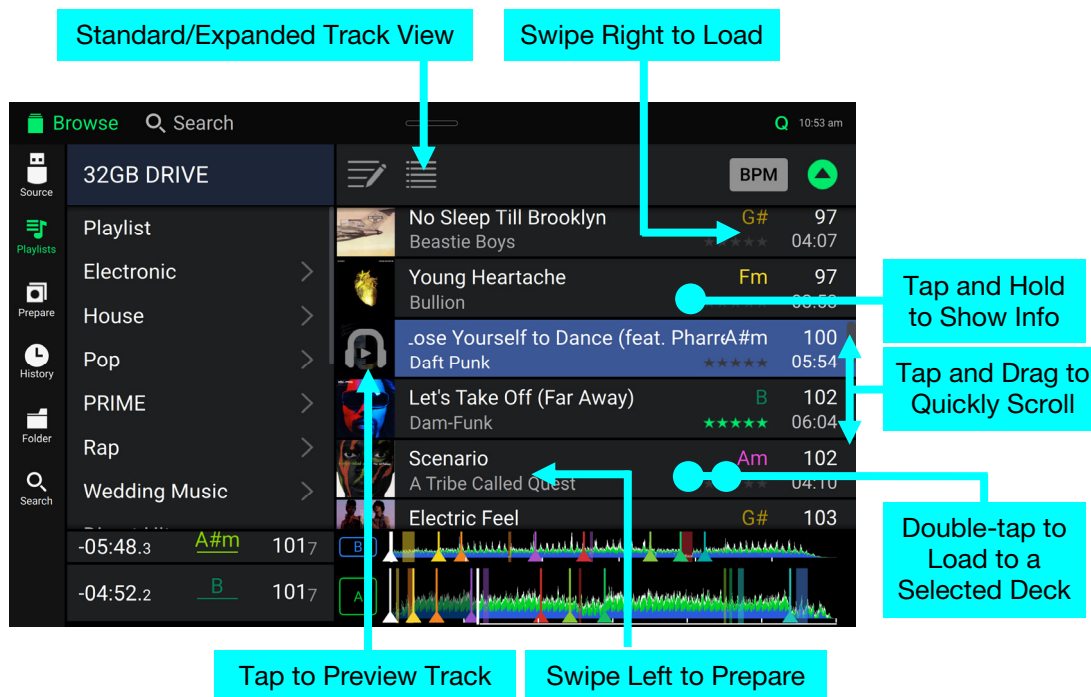 Standard/Expanded Track View
Swipe Right to Load
Browse
Search
Q
10:53 am
Source
32GB DRIVE
BPM
Playlists
Prepare
History
Folder
Search
Playlist
Electronic
House
Pop
PRIME
Rap
Wedding Music
No Sleep Till Brooklyn G# 97
Beastie Boys 04:07
Young Heartache Fm 97
Bullion
Lose Yourself to Dance (feat. Pharr A#m 100
Daft Punk ★★★★★ 05:54
Let's Take Off (Far Away) B 102
Dam-Funk ★★★★★ 06:04
Scenario Am 102
A Tribe Called Quest 04:10
Electric Feel G# 103
Tap and Hold
to Show Info
Tap and Drag to
Quickly Scroll
Double-tap to
Load to a
Selected Deck
-05:48.3 A#m 1017
B
-04:52.2 B 1017
A
Tap to Preview Track
Swipe Left to Prepare